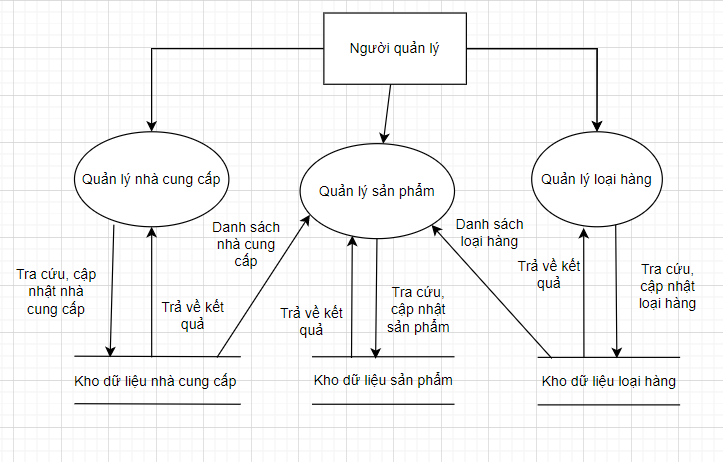 Người quản lý
Quản lý nhà cung cấp
Quản lý sản phẩm
Quản lý loại hàng
Danh sách
nhà cung
cấp
Danh sách
loại hàng
Tra cứu, cập
nhật nhà
cung cấp
Trả về kết
quả
Trả về kết
quả
Tra cứu,
cập nhật
sản phẩm
Trả về kết
quả
Tra cứu,
cập nhật
loại hàng
Kho dữ liệu nhà cung cấp
Kho dữ liệu sản phẩm
Kho dữ liệu loại hàng